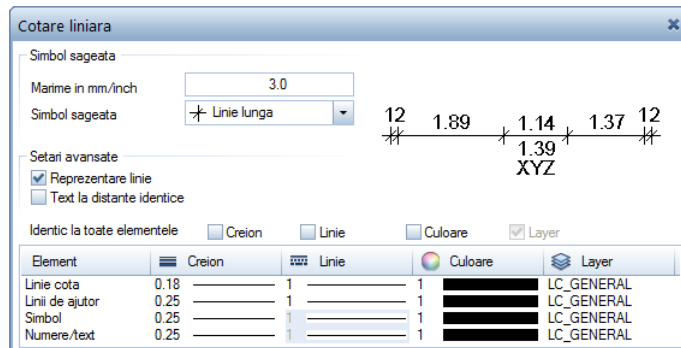 Cotare liniara
Simbol sageata
Marime in mm/inch 3.0
Simbol sageata Linie lunga
12 1.89 1.14 1.37 12
1.39
XYZ
Setari avansate
Reprezentare linie
Text la distante identice
Identic la toate elementele Creion Linie Culoare Layer
Element Creion Linie Culoare Layer
Linie cota 0.18 1 1 LC_GENERAL
Linii de ajutor 0.25 1 1 LC_GENERAL
Simbol 0.25 1 1 LC_GENERAL
Numere/text 0.25 1 1 LC_GENERAL